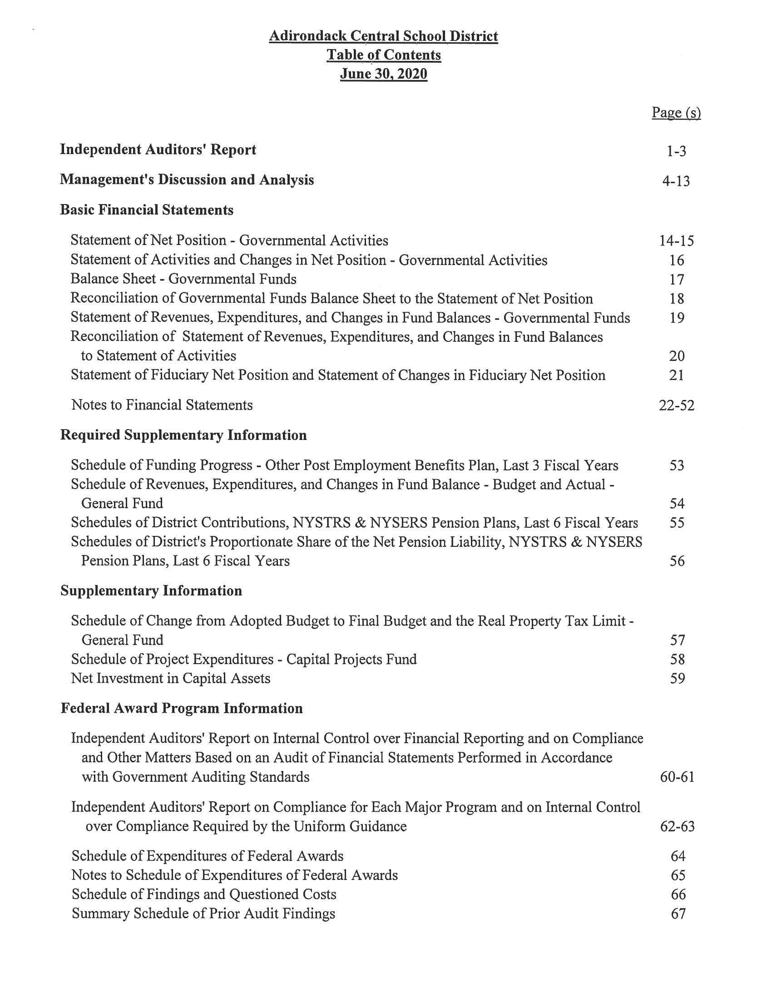 Adirondack Central School District
Table of Contents
June 30, 2020
Page (s)
Independent Auditors' Report 1-3
Management's Discussion and Analysis 4-13
Basic Financial Statements
Statement of Net Position - Governmental Activities 14-15
Statement of Activities and Changes in Net Position - Governmental Activities 16
Balance Sheet - Governmental Funds 17
Reconciliation of Governmental Funds Balance Sheet to the Statement of Net Position 18
Statement of Revenues, Expenditures, and Changes in Fund Balances - Governmental Funds 19
Reconciliation of Statement of Revenues, Expenditures, and Changes in Fund Balances
to Statement of Activities 20
Statement of Fiduciary Net Position and Statement of Changes in Fiduciary Net Position 21
Notes to Financial Statements 22-52
Required Supplementary Information
Schedule of Funding Progress - Other Post Employment Benefits Plan, Last 3 Fiscal Years 53
Schedule of Revenues, Expenditures, and Changes in Fund Balance - Budget and Actual -
General Fund 54
Schedules of District Contributions, NYSTRS & NYSERS Pension Plans, Last 6 Fiscal Years 55
Schedules of District's Proportionate Share of the Net Pension Liability, NYSTRS & NYSERS
Pension Plans, Last 6 Fiscal Years 56
Supplementary Information
Schedule of Change from Adopted Budget to Final Budget and the Real Property Tax Limit -
General Fund 57
Schedule of Project Expenditures - Capital Projects Fund 58
Net Investment in Capital Assets 59
Federal Award Program Information
Independent Auditors' Report on Internal Control over Financial Reporting and on Compliance
and Other Matters Based on an Audit of Financial Statements Performed in Accordance
with Government Auditing Standards 60-61
Independent Auditors' Report on Compliance for Each Major Program and on Internal Control
over Compliance Required by the Uniform Guidance 62-63
Schedule of Expenditures of Federal Awards 64
Notes to Schedule of Expenditures of Federal Awards 65
Schedule of Findings and Questioned Costs 66
Summary Schedule of Prior Audit Findings 67